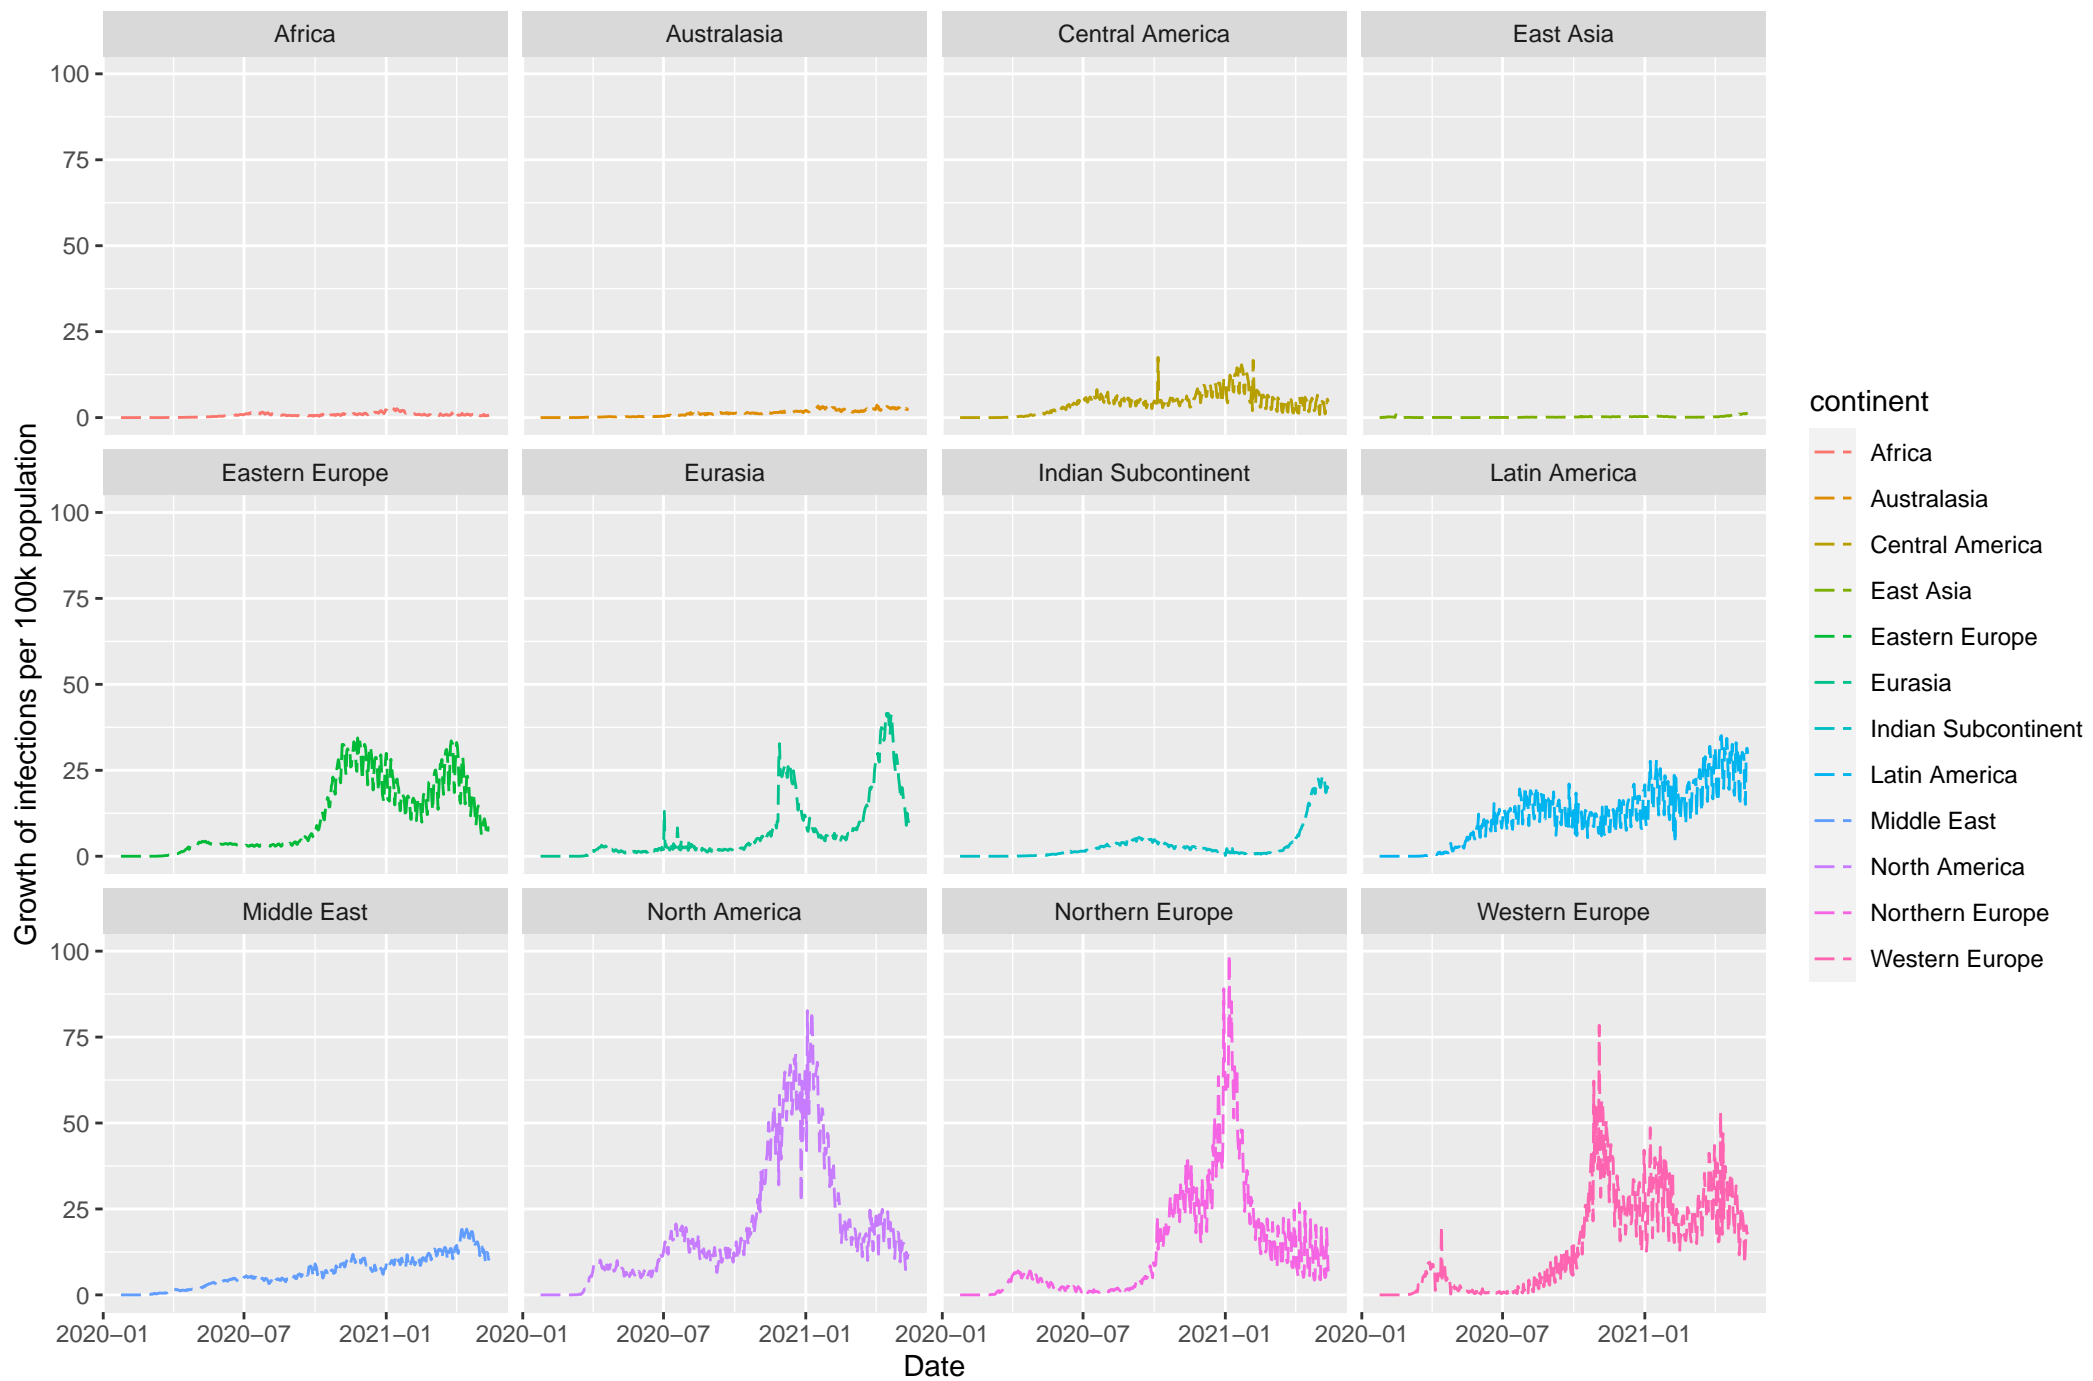 Africa
Australasia
Central America
East Asia
100
75
50
25
0
Eastern Europe
Eurasia
Indian Subcontinent
Latin America
100
75
50
25
0
Middle East
North America
Northern Europe
Western Europe
100
75
50
25
0
2020−01
2020−07
2021−01
2020−01
2020−07
2021−01
2020−01
2020−07
2021−01
2020−01
2020−07
2021−01
Date
Growth of infections per 100k population
continent
Africa
Australasia
Central America
East Asia
Eastern Europe
Eurasia
Indian Subcontinent
Latin America
Middle East
North America
Northern Europe
Western Europe